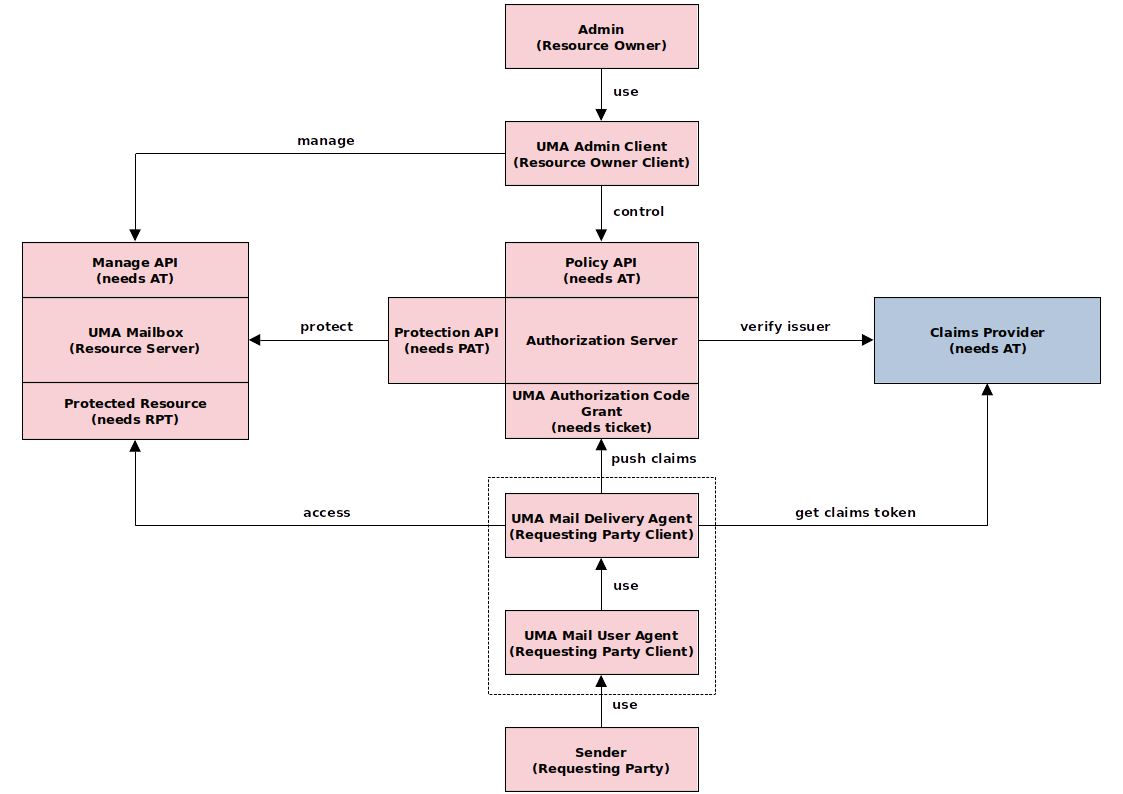 Admin
(Resource Owner)
use
manage
UMA Admin Client
(Resource Owner Client)
control
Manage API
(needs AT)
Policy API
(needs AT)
UMA Mailbox
(Resource Server)
protect
Protection API
(needs PAT)
Authorization Server
verify issuer
Claims Provider
(needs AT)
Protected Resource
(needs RPT)
UMA Authorization Code
Grant
(needs ticket)
push claims
access
UMA Mail Delivery Agent
(Requesting Party Client)
get claims token
use
UMA Mail User Agent
(Requesting Party Client)
use
Sender
(Requesting Party)